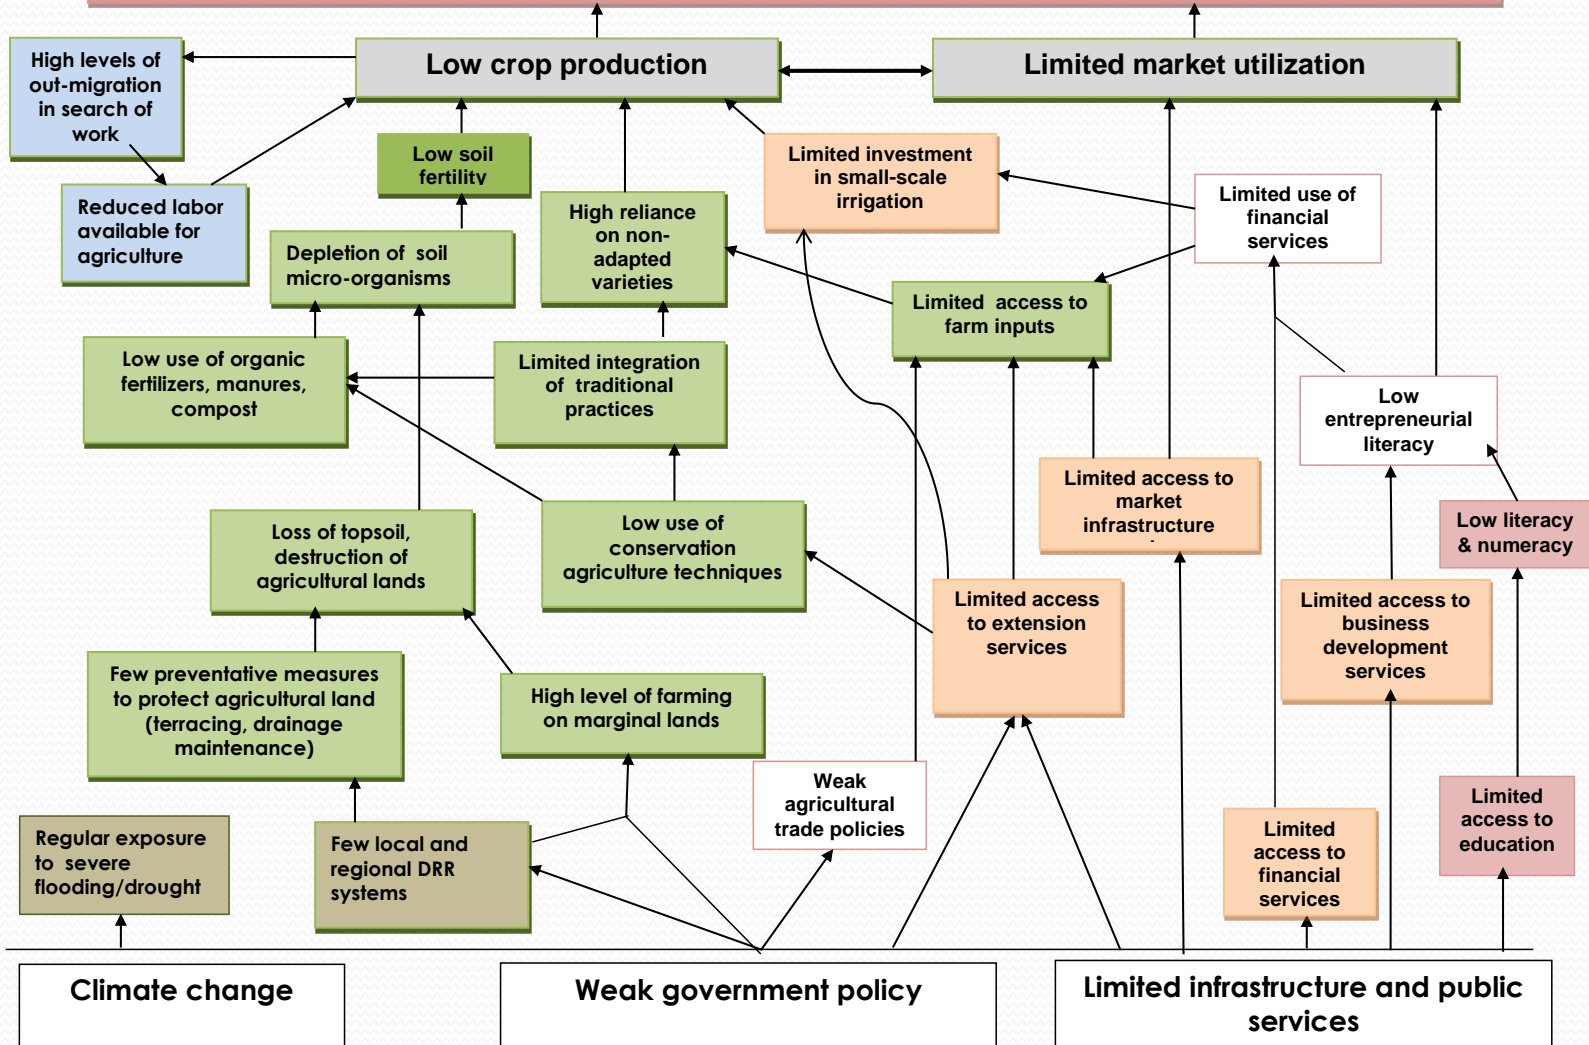 Low crop production
Limited market utilization
High levels of
out-migration
in search of
work
Low soil
fertility
Limited investment
in small-scale
irrigation
Limited use of
financial
services
Reduced labor
available for
agriculture
High reliance
on non-
adapted
varieties
Depletion of soil
micro-organisms
Limited access to
farm inputs
Low use of organic
fertilizers, manures,
compost
Limited integration
of traditional
practices
Low
entrepreneurial
literacy
Limited access to
market
infrastructure
Low literacy
& numeracy
Loss of topsoil,
destruction of
agricultural lands
Low use of
conservation
agriculture techniques
Limited access
to extension
services
Limited access to
business
development
services
Few preventative measures
to protect agricultural land
(terracing, drainage
maintenance)
High level of farming
on marginal lands
Weak
agricultural
trade policies
Limited
access to
education
Regular exposure
to severe
flooding/drought
Few local and
regional DRR
systems
Limited
access to
financial
services
Climate change
Weak government policy
Limited infrastructure and public
services